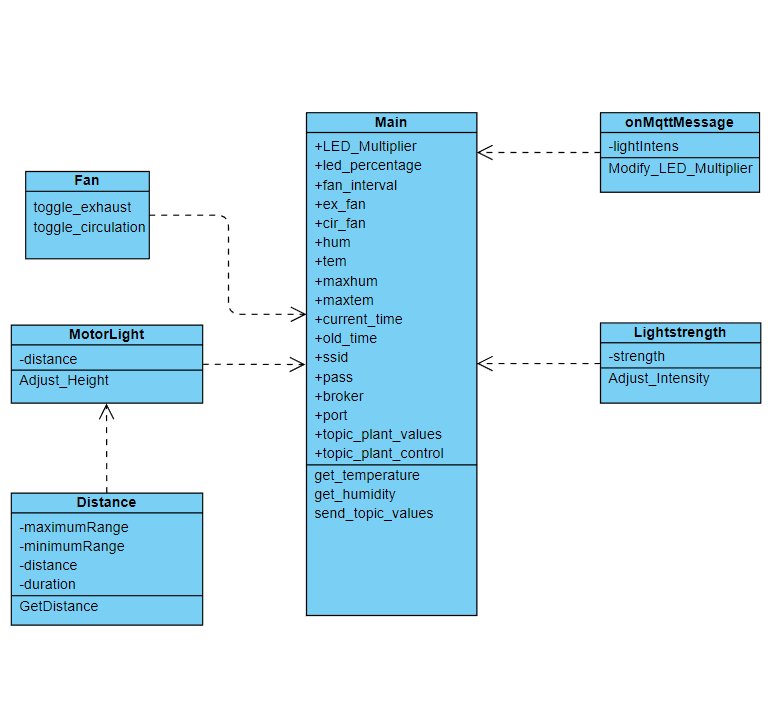 Fan
toggle_exhaust
toggle_circulation
MotorLight
-distance
Adjust_Height
Distance
-maximumRange
-minimumRange
-distance
-duration
GetDistance
Main
+LED_Multiplier
+led_percentage
+fan_interval
+ex_fan
+cir_fan
+hum
+tem
+maxhum
+maxtem
+current_time
+old_time
+ssid
+pass
+broker
+port
+topic_plant_values
+topic_plant_control
get_temperature
get_humidity
send_topic_values
onMqttMessage
-lightIntens
Modify_LED_Multiplier
Lightstrength
-strength
Adjust_Intensity